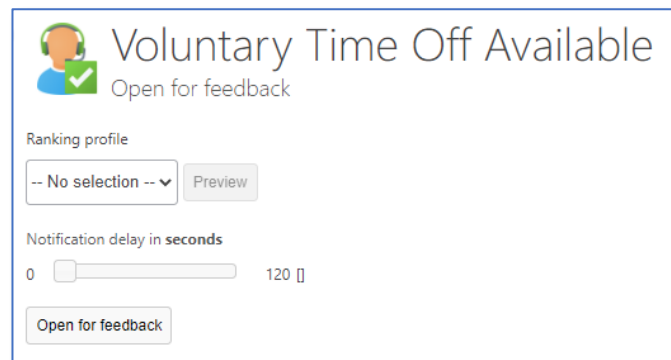 Voluntary Time Off Available
Open for feedback
Ranking profile
-- No selection -- Preview
Notification delay in seconds
0 120 []
Open for feedback